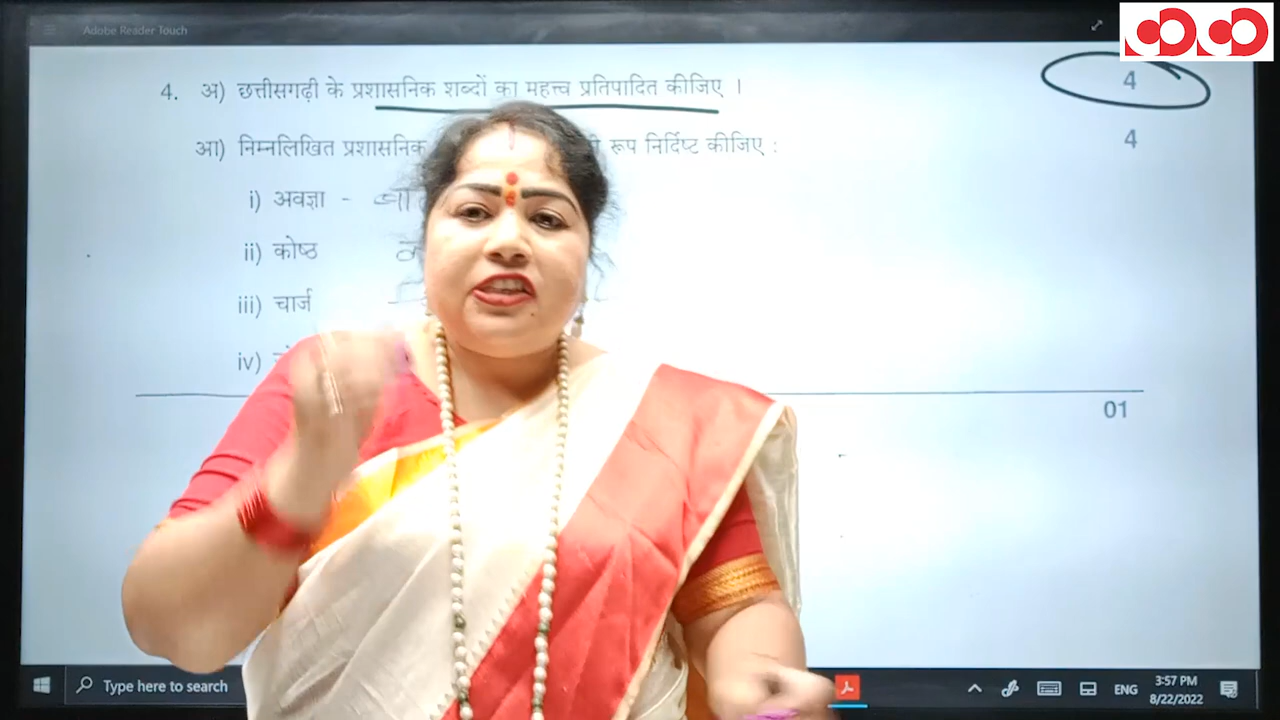 Adobe Reader Touch
4. अ) छत्तीसगढ़ी के प्रशासनिक शब्दों का महत्त्व प्रतिपादित कीजिए । 4
आ) निम्नलिखित प्रशासनिक रूप निर्दिष्ट कीजिए : 4
i) अवज्ञा -
ii) कोष्ठ
iii) चार्ज
iv)
01
Type here to search
ENG
3:57 PM
8/22/2022